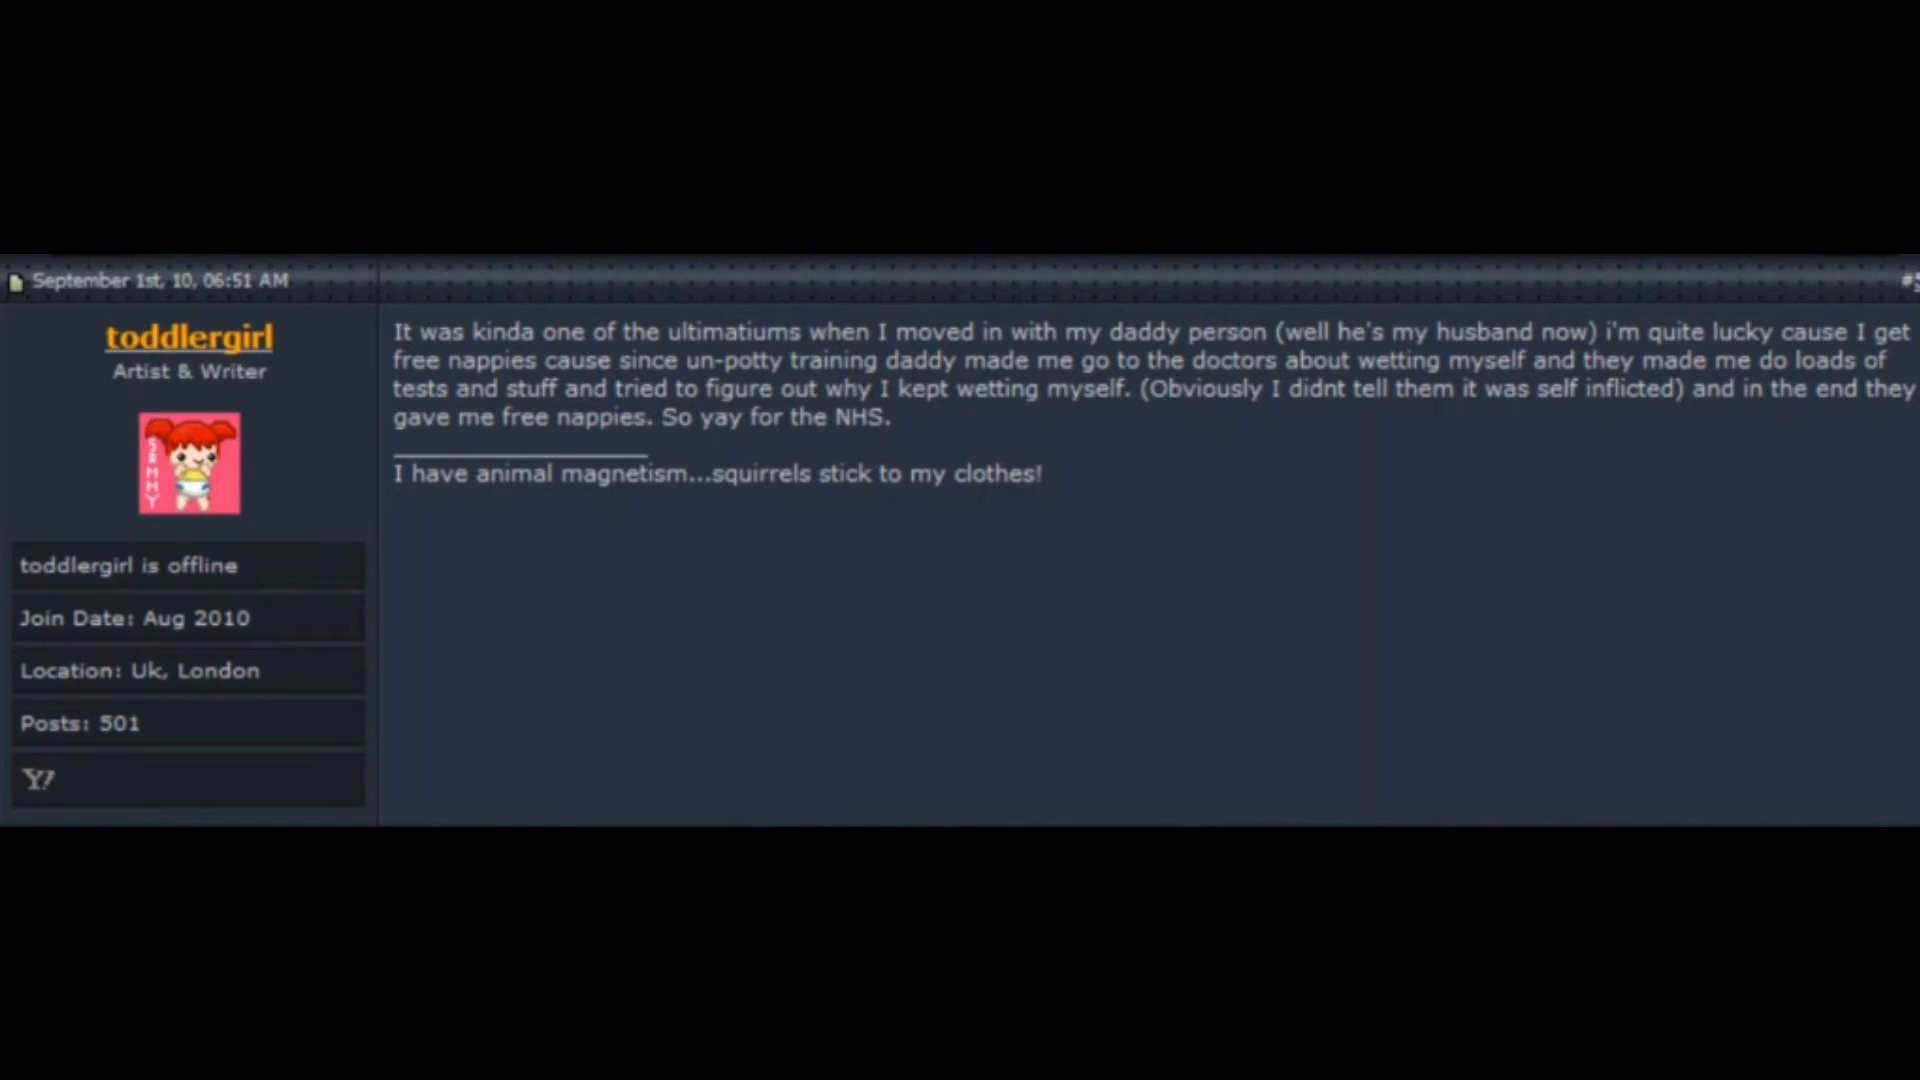 September 1st, 10, 06:51 AM
toddlergirl
Artist & Writer
SAMMY
toddlergirl is offline
Join Date: Aug 2010
Location: Uk, London
Posts: 501
Y!
It was kinda one of the ultimatiums when I moved in with my daddy person (well he's my husband now) i'm quite lucky cause I get
free nappies cause since un-potty training daddy made me go to the doctors about wetting myself and they made me do loads of
tests and stuff and tried to figure out why I kept wetting myself. (Obviously I didnt tell them it was self inflicted) and in the end they
gave me free nappies. So yay for the NHS.
I have animal magnetism...squirrels stick to my clothes!